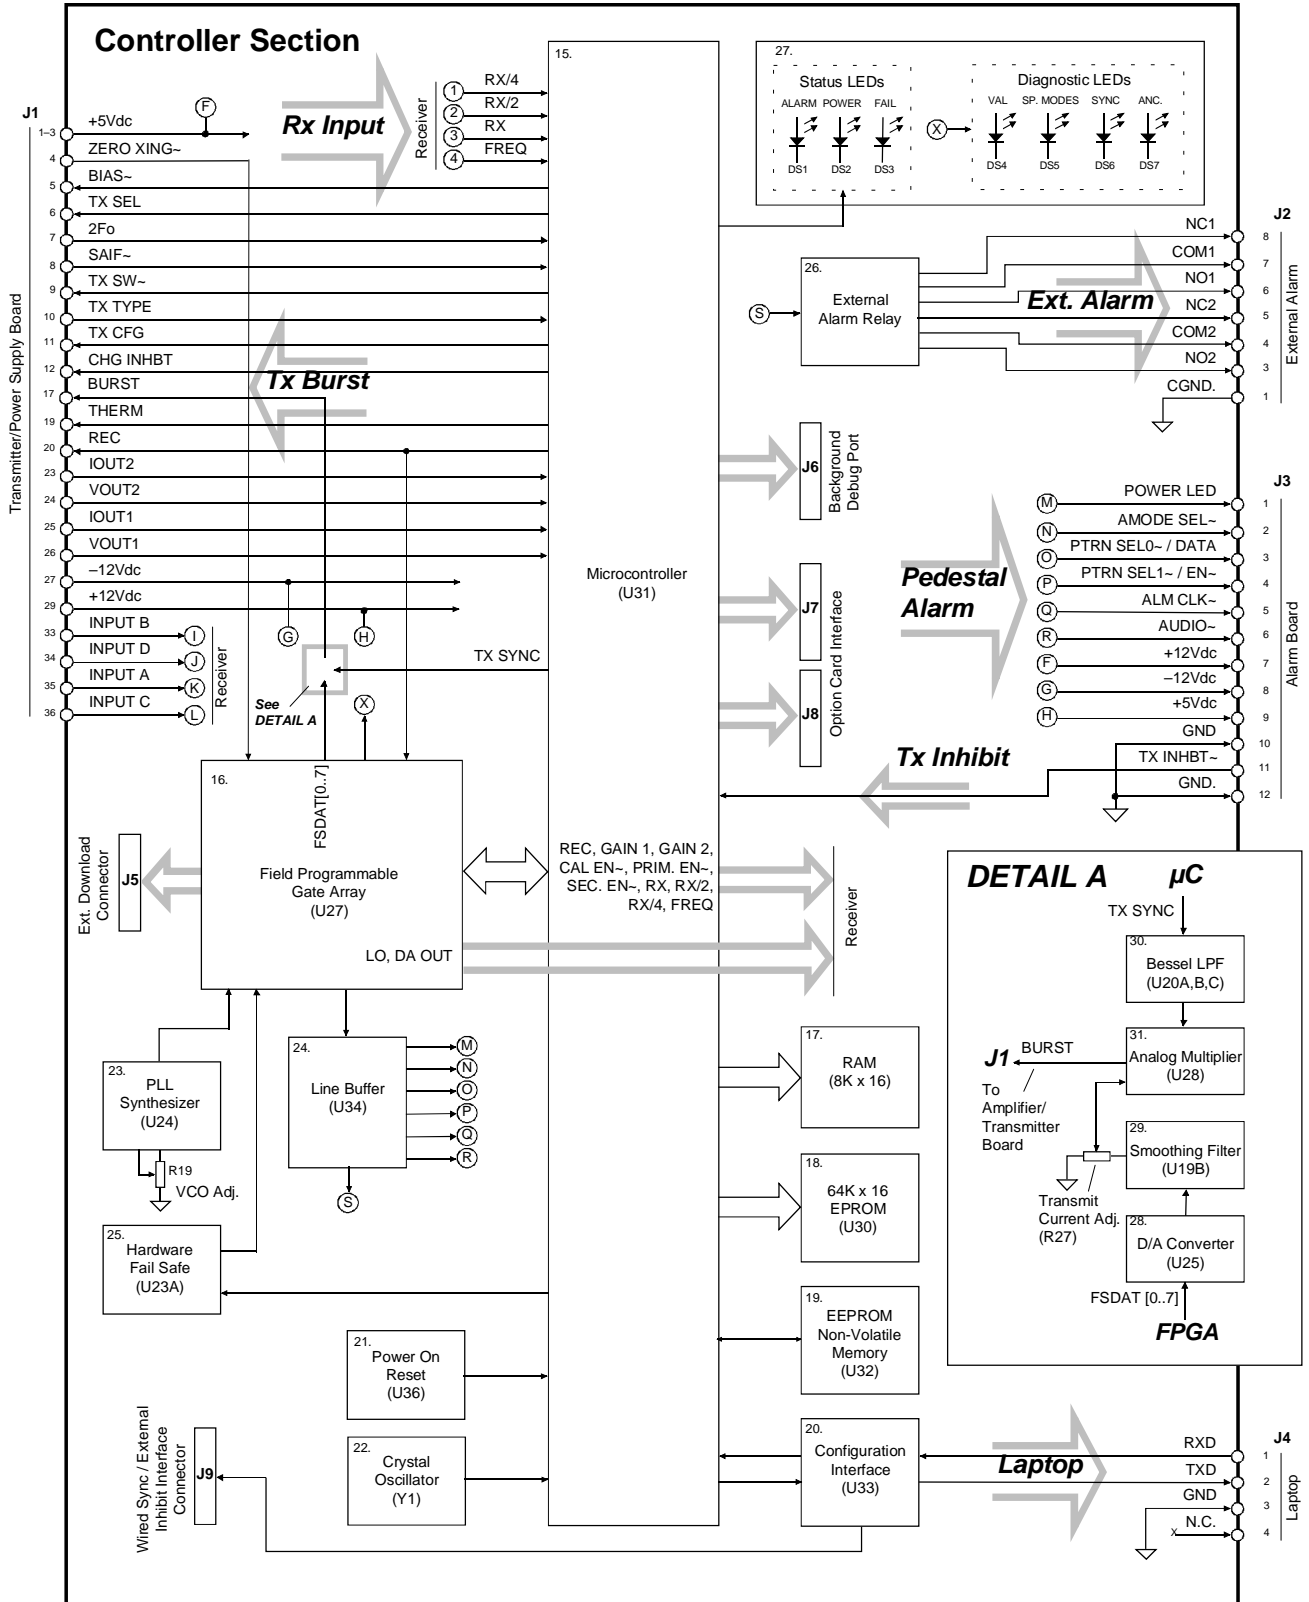 Controller Section
J1
Transmitter/Power Supply Board
1–3
+5Vdc
F
4
ZERO XING~
5
BIAS~
6
TX SEL
7
2Fo
8
SAIF~
9
TX SW~
10
TX TYPE
11
TX CFG
12
CHG INHBT
17
BURST
19
THERM
20
REC
23
IOUT2
24
VOUT2
25
IOUT1
26
VOUT1
27
–12Vdc
29
+12Vdc
G
H
33
INPUT B
I
34
INPUT D
J
35
INPUT A
K
36
INPUT C
L
Receiver
Rx Input
Receiver
1
RX/4
2
RX/2
3
RX
4
FREQ
Tx Burst
TX SYNC
See
DETAIL A
X
15.
Microcontroller
(U31)
27.
Status LEDs
ALARM
POWER
FAIL
DS1
DS2
DS3
X
Diagnostic LEDs
VAL
SP. MODES
SYNC
ANC.
DS4
DS5
DS6
DS7
S
26.
External
Alarm Relay
Ext. Alarm
J2
External Alarm
NC1
8
COM1
7
NO1
6
NC2
5
COM2
4
NO2
3
CGND.
1
J6
Background
Debug Port
J7
J8
Option Card Interface
Pedestal
Alarm
J3
Alarm Board
M
POWER LED
1
N
AMODE SEL~
2
O
PTRN SEL0~ / DATA
3
P
PTRN SEL1~ / EN~
4
Q
ALM CLK~
5
R
AUDIO~
6
F
+12Vdc
7
G
–12Vdc
8
H
+5Vdc
9
GND
10
TX INHBT~
11
GND.
12
Tx Inhibit
16.
FSDAT[0..7]
Field Programmable
Gate Array
(U27)
LO, DA OUT
J5
Ext. Download
Connector
REC, GAIN 1, GAIN 2,
CAL EN~, PRIM. EN~,
SEC. EN~, RX, RX/2,
RX/4, FREQ
Receiver
23.
PLL
Synthesizer
(U24)
R19
VCO Adj.
24.
Line Buffer
(U34)
M
N
O
P
Q
R
S
25.
Hardware
Fail Safe
(U23A)
21.
Power On
Reset
(U36)
22.
Crystal
Oscillator
(Y1)
J9
Wired Sync / External
Inhibit Interface
Connector
17.
RAM
(8K x 16)
18.
64K x 16
EPROM
(U30)
19.
EEPROM
Non-Volatile
Memory
(U32)
20.
Configuration
Interface
(U33)
Laptop
J4
Laptop
RXD
1
TXD
2
GND
3
N.C.
4
X
DETAIL A
µC
TX SYNC
30.
Bessel LPF
(U20A,B,C)
31.
Analog Multiplier
(U28)
J1
BURST
To
Amplifier/
Transmitter
Board
29.
Smoothing Filter
(U19B)
Transmit
Current Adj.
(R27)
28.
D/A Converter
(U25)
FSDAT [0..7]
FPGA